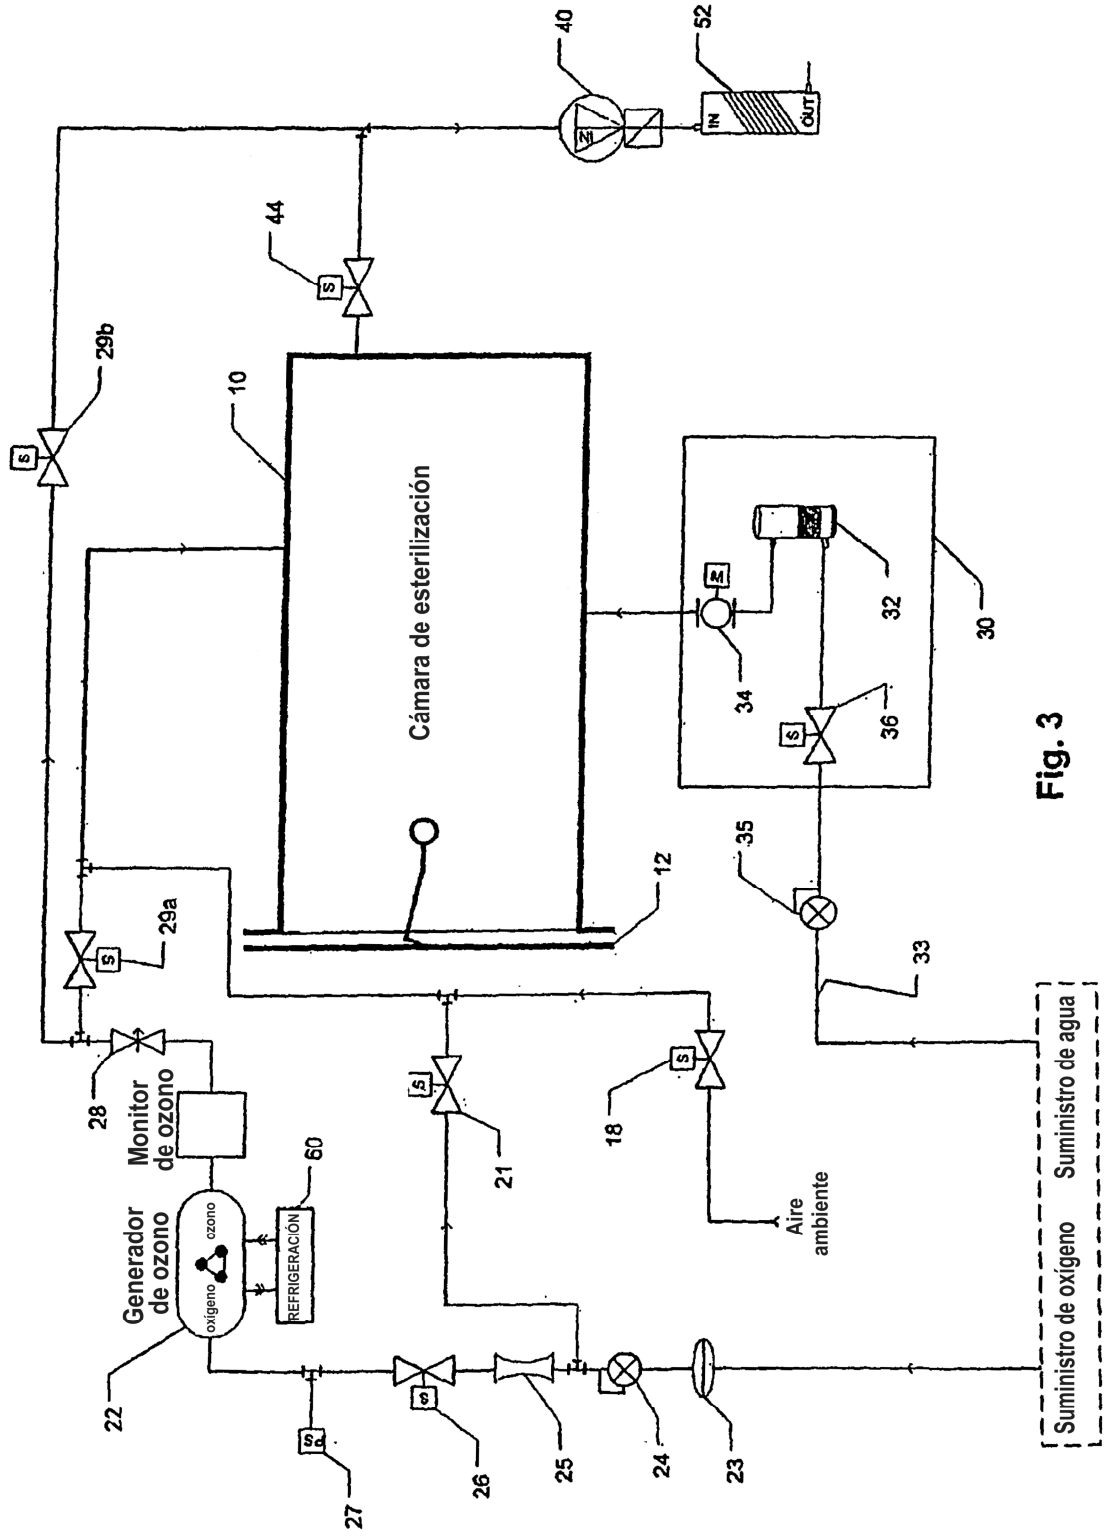 40
52
IN
OUT
44
S
29b
S
10
Cámara de esterilización
M
32
30
34
S
36
35
33
12
29a
S
28
Monitor
de ozono
Generador
de ozono
oxígeno
ozono
60
REFRIGERACIÓN
22
PS
27
S
26
25
24
23
S
21
S
18
Aire
ambiente
Suministro de oxígeno
Suministro de agua
Fig. 3